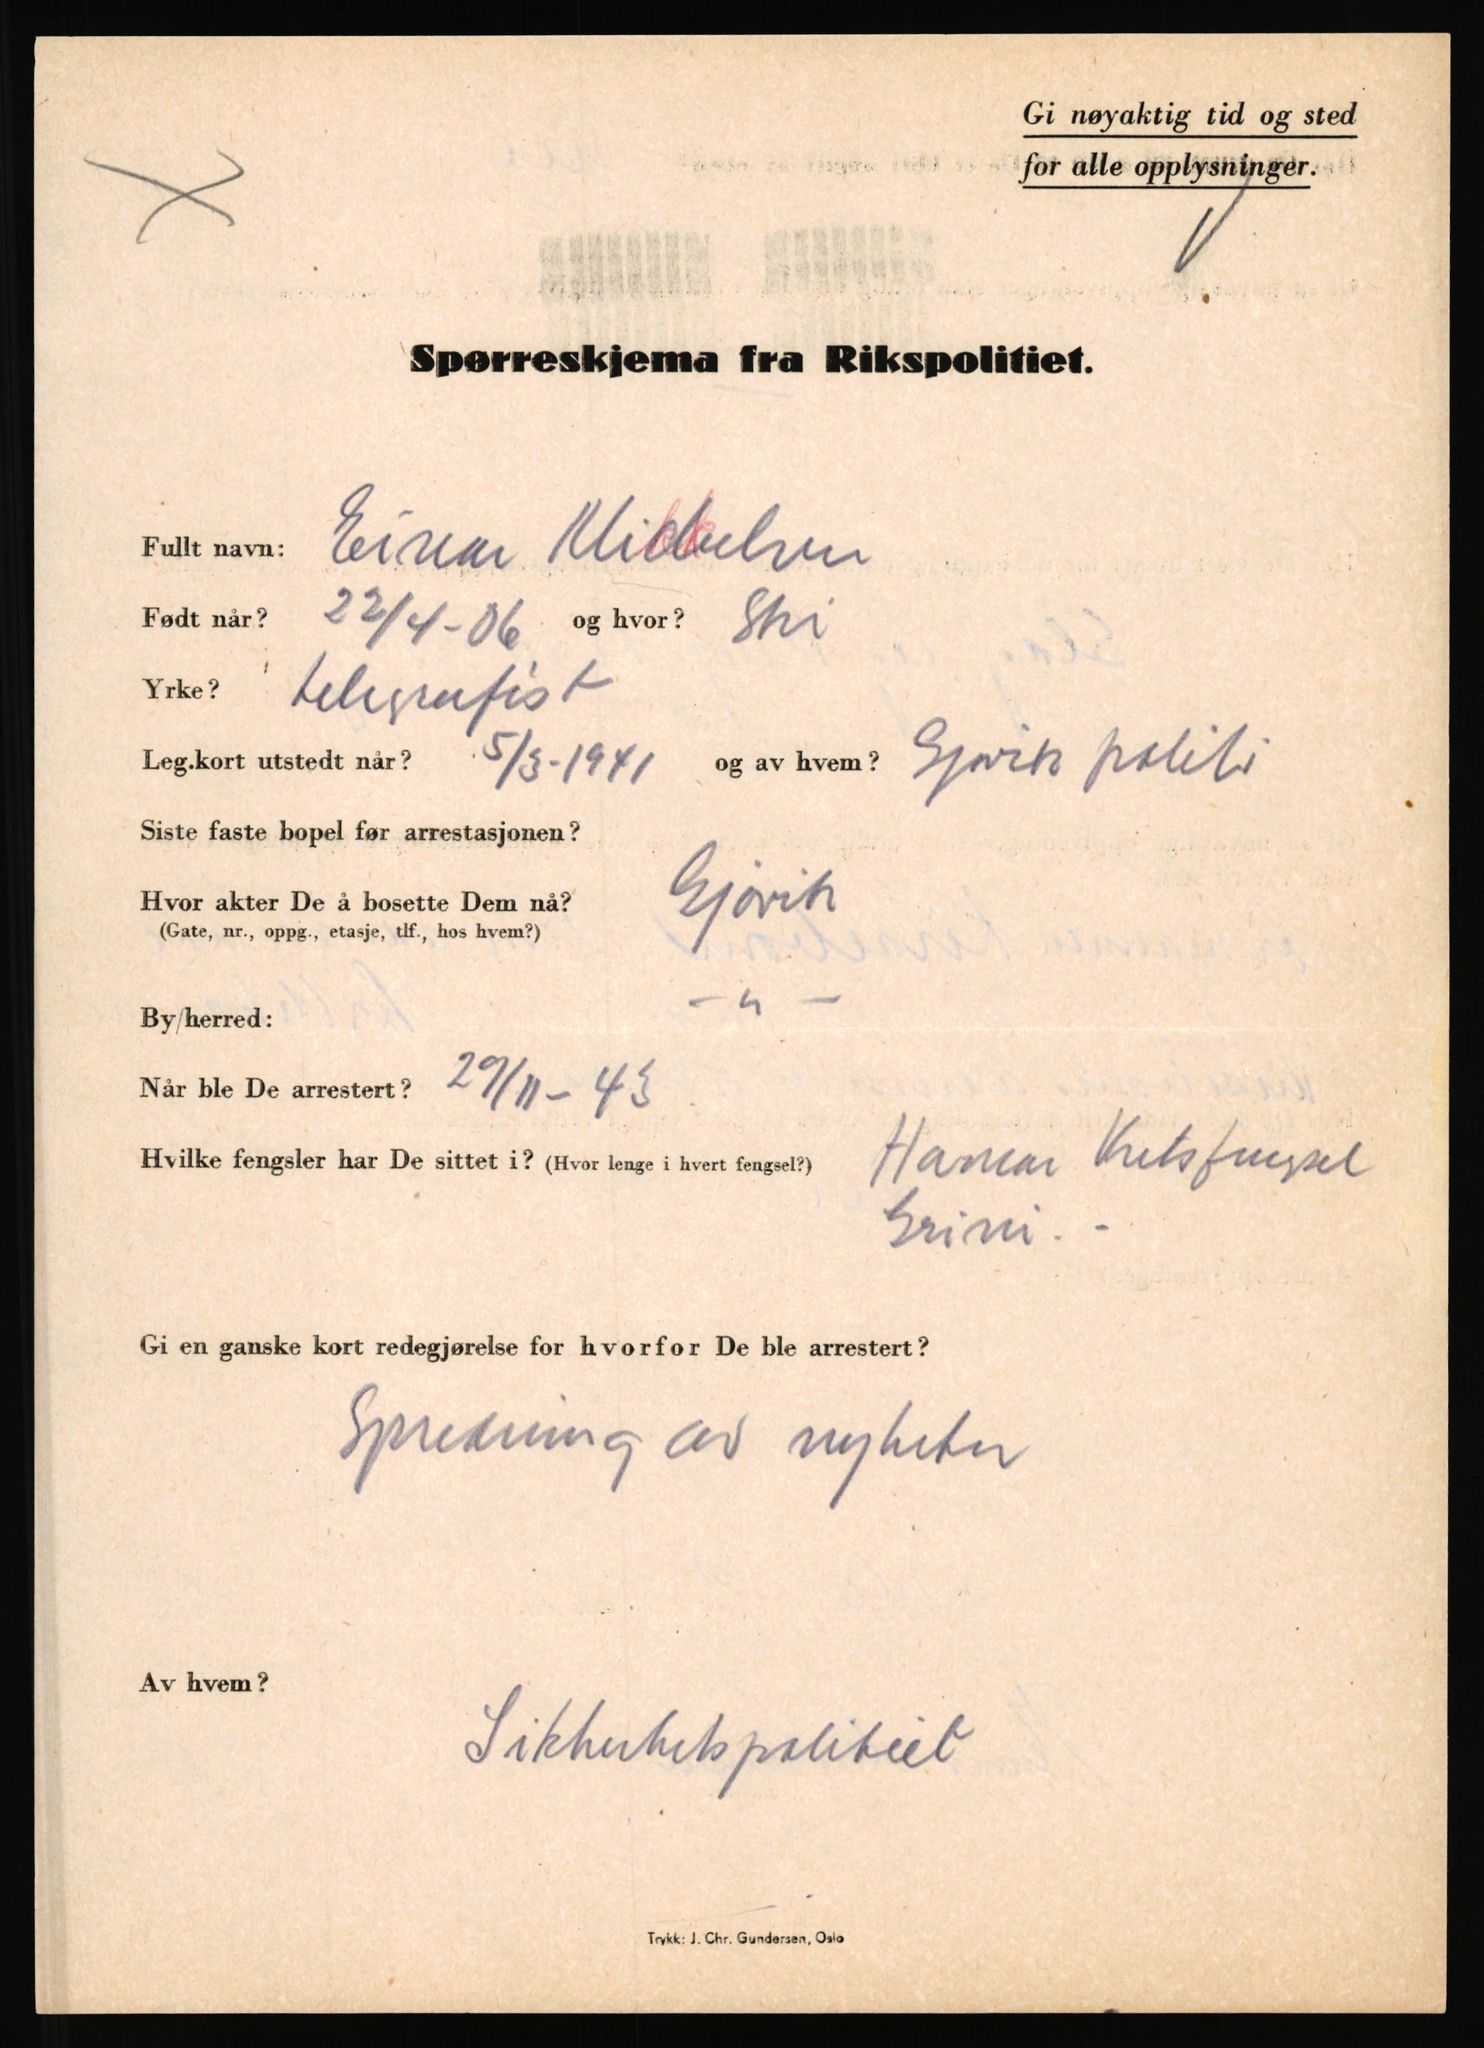 Gi nøyaktig tid og sted
for alle opplysninger.
Spørreskjema fra Rikspolitiet.
Fullt navn: Einar Mikkelsen
Født når? 22/4-06 og hvor? Ski
Yrke? telegrafist
Leg.kort utstedt når? 5/3-1941 og av hvem? Gjøvik politi
Siste faste bopel før arrestasjonen?
Hvor akter De å bosette Dem nå? Gjøvik
(Gate, nr., oppg., etasje, tlf., hos hvem?)
By/herred: - " -
Når ble De arrestert? 29/11-43
Hvilke fengsler har De sittet i? (Hvor lenge i hvert fengsel?) Hamar Kretsfengsel
Grini. -
Gi en ganske kort redegjørelse for hvorfor De ble arrestert?
Spredning av nyheter
Av hvem?
Sikkerhetspolitiet
Trykk: J. Chr. Gundersen, Oslo